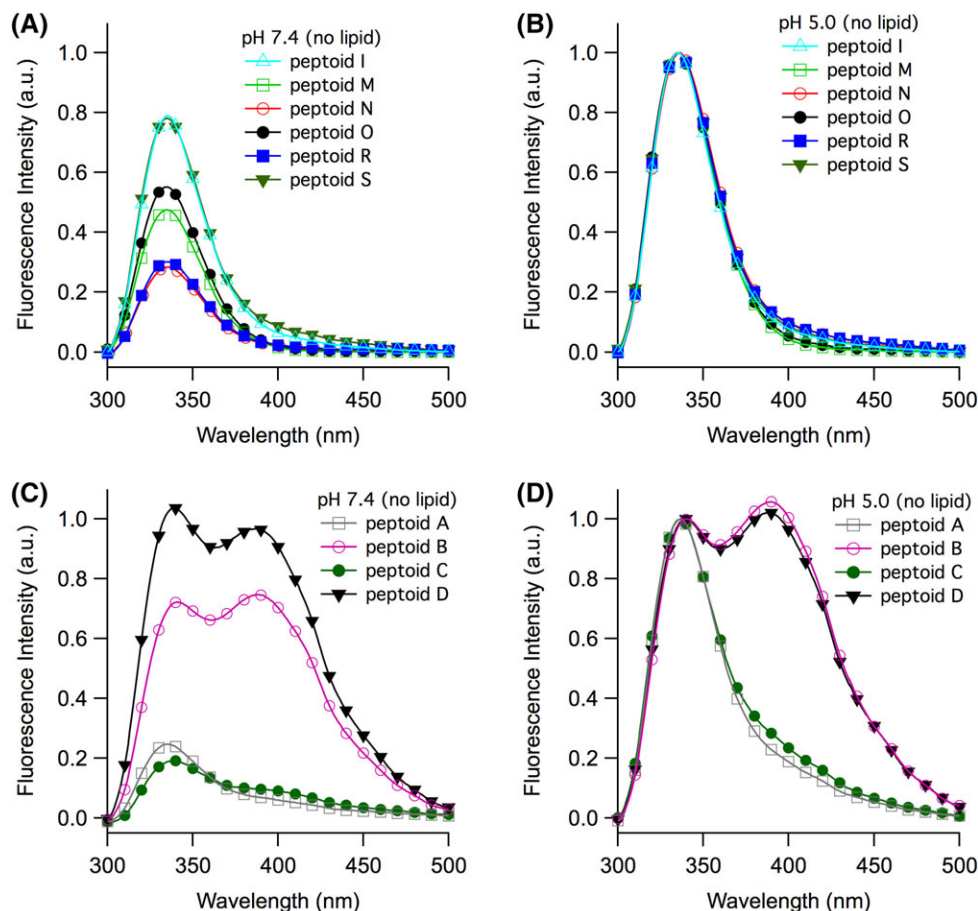 (A)
Fluorescence Intensity (a.u.)
1.0
0.8
0.6
0.4
0.2
0.0
pH 7.4 (no lipid)
peptoid I
peptoid M
peptoid N
peptoid O
peptoid R
peptoid S
300
350
400
450
500
Wavelength (nm)
(B)
Fluorescence Intensity (a.u.)
1.0
0.8
0.6
0.4
0.2
0.0
pH 5.0 (no lipid)
peptoid I
peptoid M
peptoid N
peptoid O
peptoid R
peptoid S
300
350
400
450
500
Wavelength (nm)
(C)
Fluorescence Intensity (a.u.)
1.0
0.8
0.6
0.4
0.2
0.0
pH 7.4 (no lipid)
peptoid A
peptoid B
peptoid C
peptoid D
300
350
400
450
500
Wavelength (nm)
(D)
Fluorescence Intensity (a.u.)
1.0
0.8
0.6
0.4
0.2
0.0
pH 5.0 (no lipid)
peptoid A
peptoid B
peptoid C
peptoid D
300
350
400
450
500
Wavelength (nm)